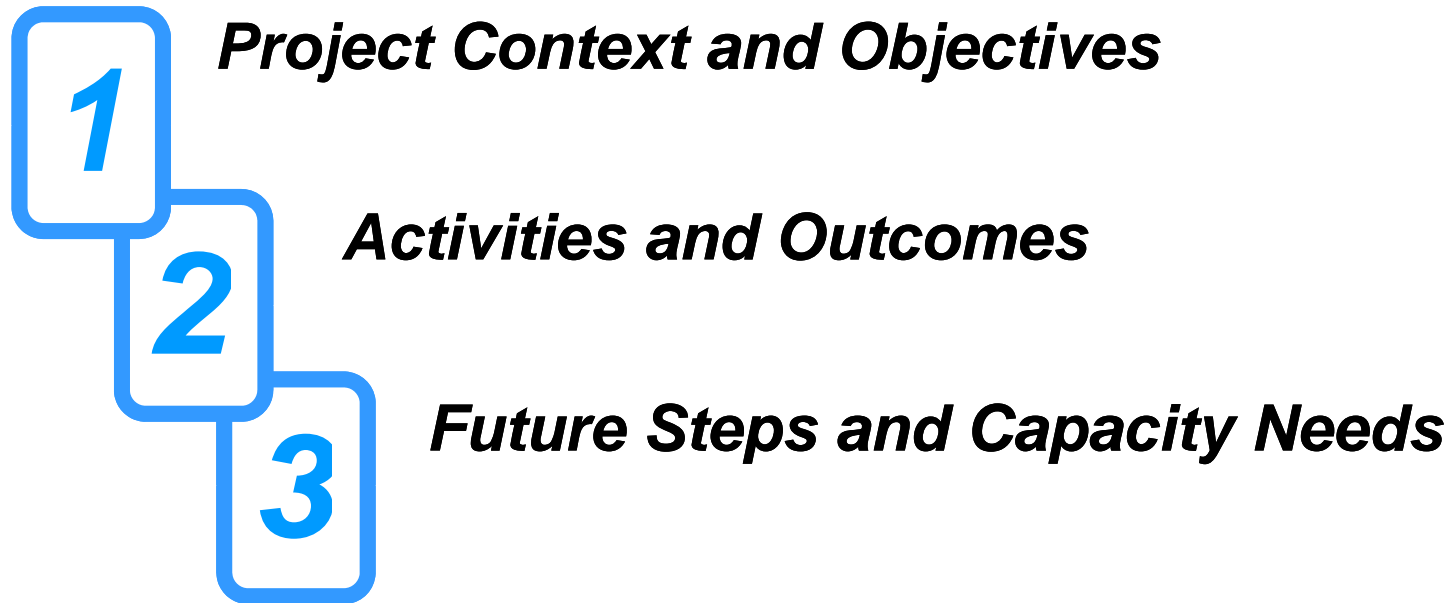 1 Project Context and Objectives
2 Activities and Outcomes
3 Future Steps and Capacity Needs